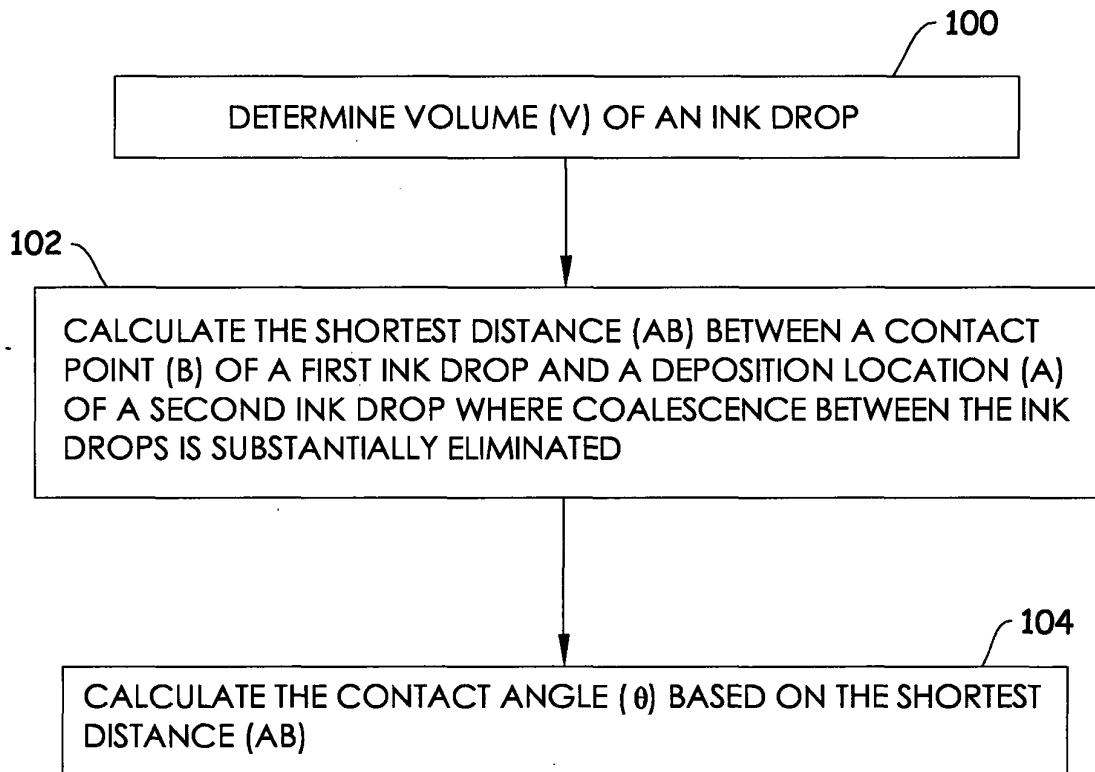 100
DETERMINE VOLUME (V) OF AN INK DROP
102
CALCULATE THE SHORTEST DISTANCE (AB) BETWEEN A CONTACT
POINT (B) OF A FIRST INK DROP AND A DEPOSITION LOCATION (A)
OF A SECOND INK DROP WHERE COALESCENCE BETWEEN THE INK
DROPS IS SUBSTANTIALLY ELIMINATED
104
CALCULATE THE CONTACT ANGLE (θ) BASED ON THE SHORTEST
DISTANCE (AB)